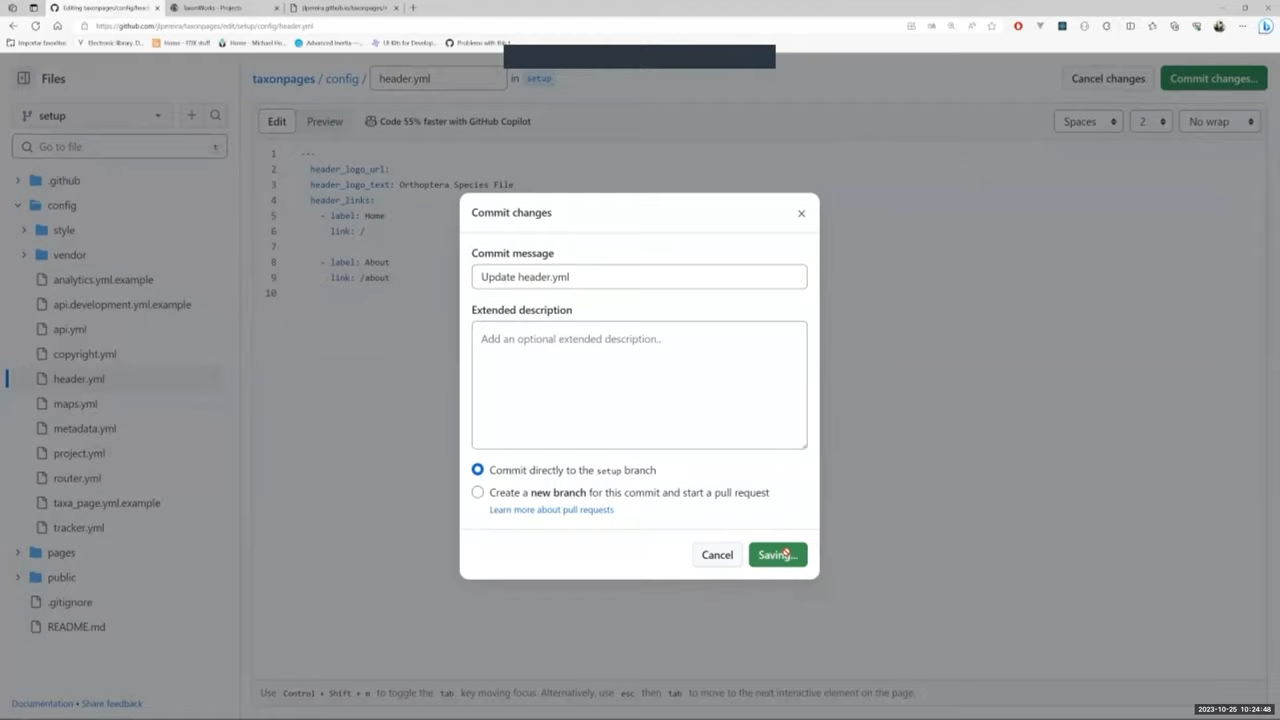 Editing taxonpages/config/head
TaxonWorks - Projects
jlpereira.github.io/taxonpages/
https://github.com/jlpereira/taxonpages/edit/setup/config/header.yml
Importar favoritos
Electronic library. D...
Home - EOX stuff
Home - Michael Ho...
Advanced Inertia —...
UI Kits for Develop...
Problems with
Files
taxonpages / config /
header.yml
in
setup
Cancel changes
Commit changes...
setup
Edit
Preview
Code 55% faster with GitHub Copilot
Spaces
2
No wrap
Go to file
t
1 ---
2 header_logo_url:
3 header_logo_text: Orthoptera Species File
4 header_links:
5 - label: Home
6 link: /
7
8 - label: About
9 link: /about
10
.github
config
style
vendor
analytics.yml.example
api.development.yml.example
api.yml
copyright.yml
header.yml
maps.yml
metadata.yml
project.yml
router.yml
taxa_page.yml.example
tracker.yml
pages
public
.gitignore
README.md
Commit changes
Commit message
Update header.yml
Extended description
Add an optional extended description..
Commit directly to the setup branch
Create a new branch for this commit and start a pull request
Learn more about pull requests
Cancel
Saving...
Use Control + Shift + m to toggle the tab key moving focus. Alternatively, use esc then tab to move to the next interactive element on the page.
Documentation • Share feedback
2023-10-25 10:24:48